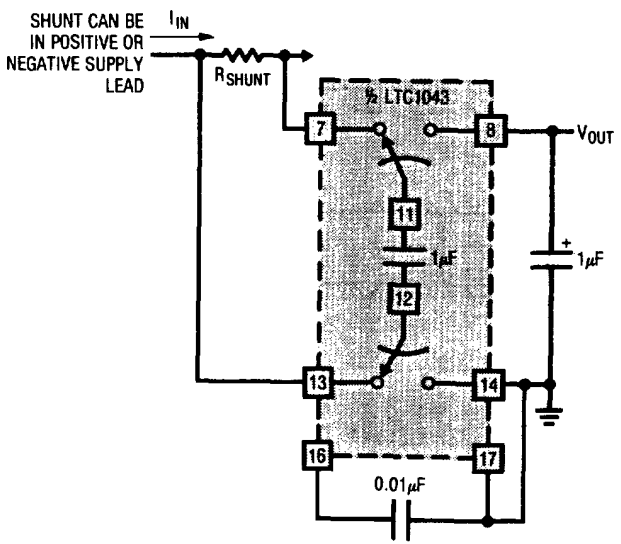 SHUNT CAN BE
IN POSITIVE OR
NEGATIVE SUPPLY
LEAD
IIN
RSHUNT
½ LTC1043
7
8
VOUT
11
1µF
+
1µF
12
13
14
16
17
0.01µF